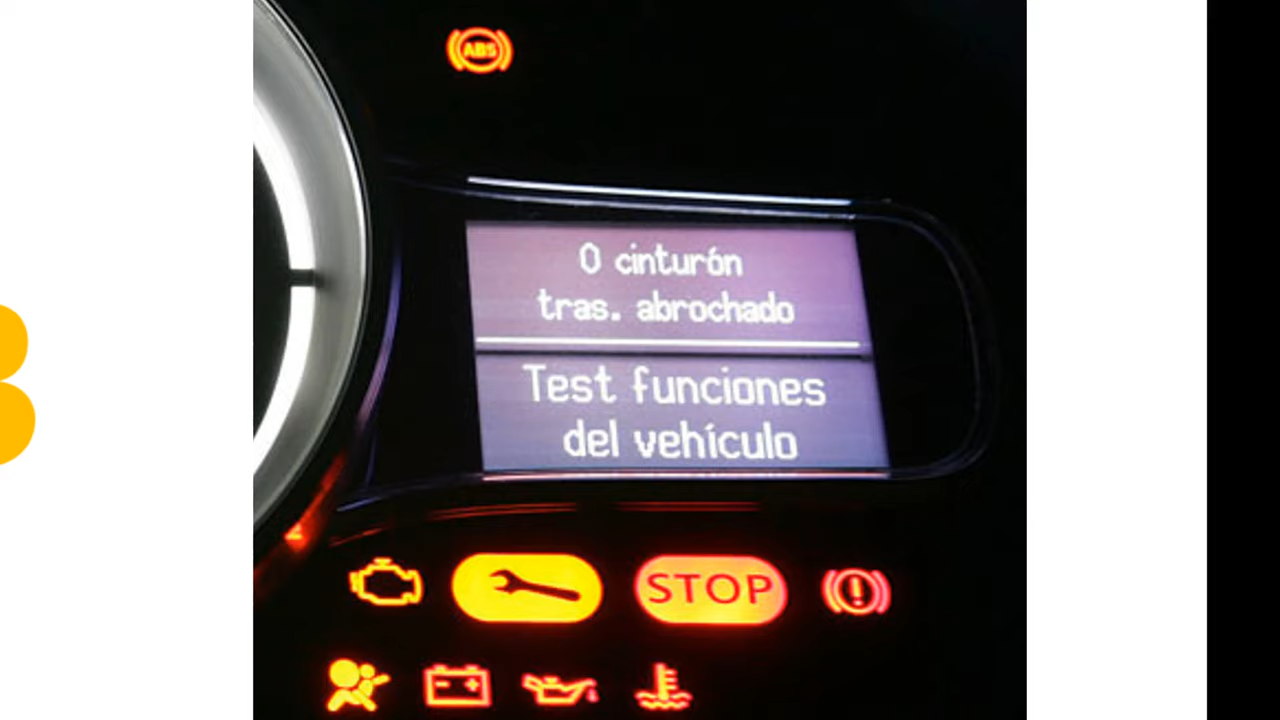 ABS
0 cinturón
tras. abrochado
Test funciones
del vehículo
STOP